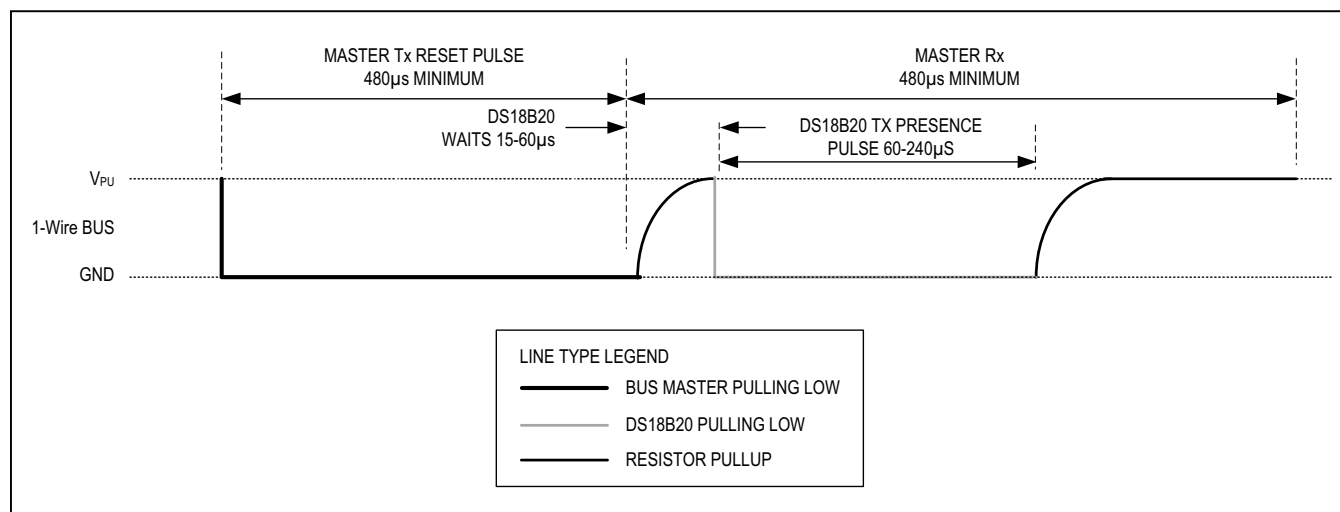 MASTER Tx RESET PULSE
480µs MINIMUM
MASTER Rx
480µs MINIMUM
DS18B20
WAITS 15-60µs
DS18B20 TX PRESENCE
PULSE 60-240µS
VPU
1-Wire BUS
GND
LINE TYPE LEGEND
BUS MASTER PULLING LOW
DS18B20 PULLING LOW
RESISTOR PULLUP